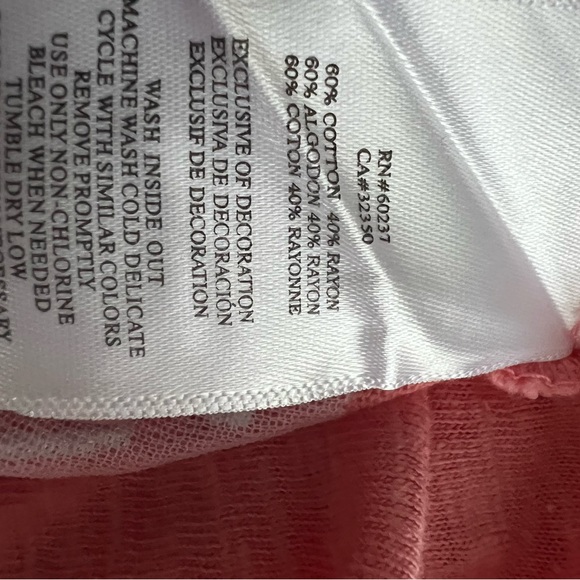 RN#60237
CA#32350
60% COTTON 40% RAYON
60% ALGODON 40% RAYON
60% COTON 40% RAYONNE
EXCLUSIVE OF DECORATION
EXCLUSIVA DE DECORACIÓN
EXCLUSIF DE DECORATION
WASH INSIDE OUT
MACHINE WASH COLD DELICATE
CYCLE WITH SIMILAR COLORS
REMOVE PROMPTLY
USE ONLY NON-CHLORINE
BLEACH WHEN NEEDED
TUMBLE DRY LOW